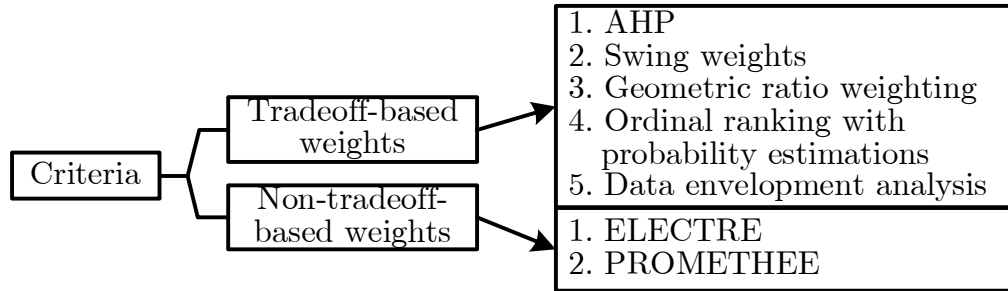 Criteria
Tradeoff-based
weights
Non-tradeoff-
based weights
1. AHP
2. Swing weights
3. Geometric ratio weighting
4. Ordinal ranking with
probability estimations
5. Data envelopment analysis
1. ELECTRE
2. PROMETHEE